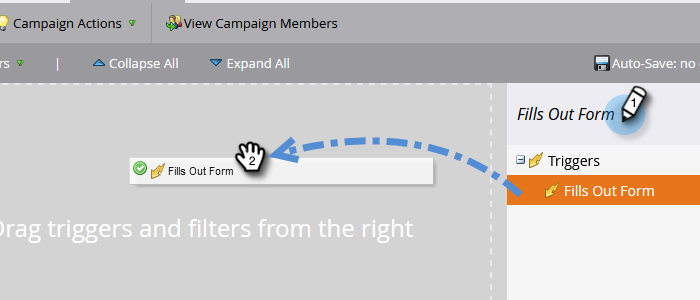 Campaign Actions
View Campaign Members
rs | Collapse All Expand All Auto-Save: no
Fills Out Form 1
2
Triggers
Fills Out Form
Fills Out Form
Drag triggers and filters from the right